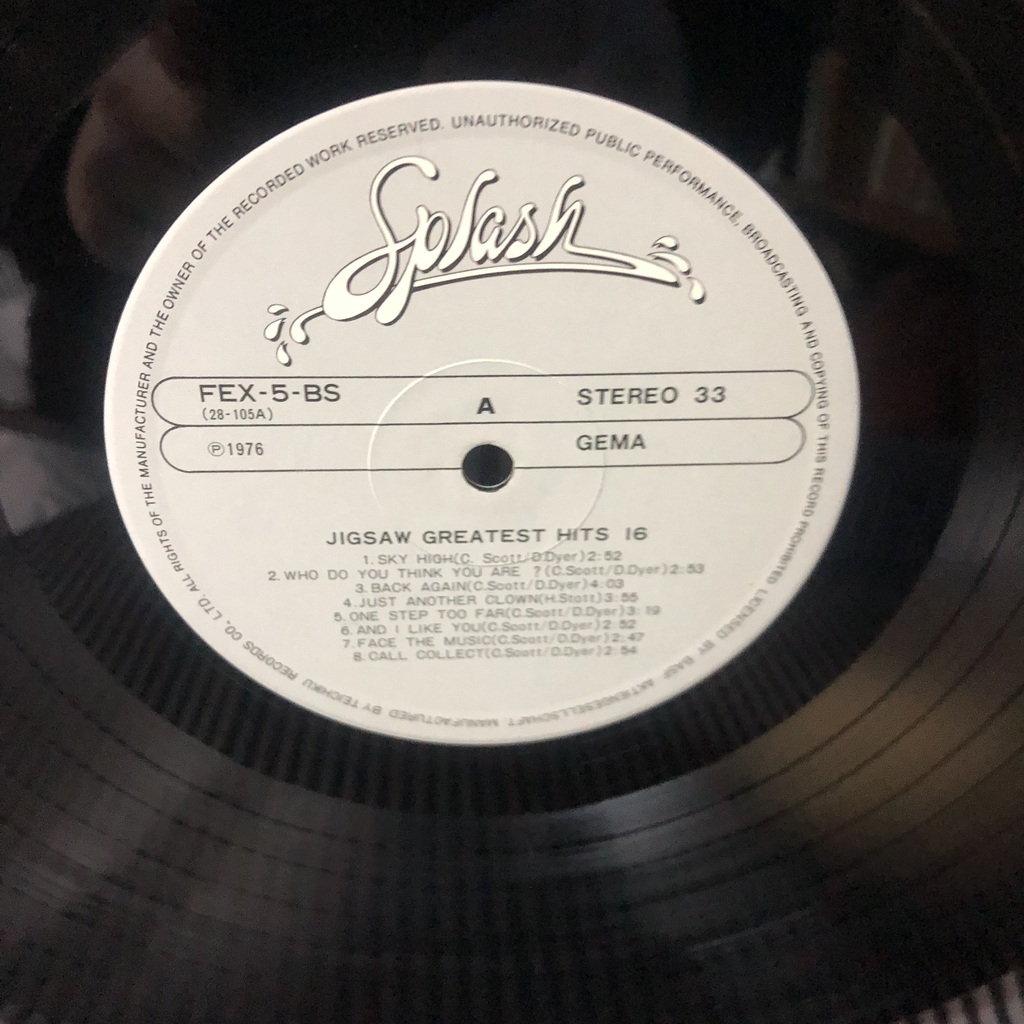 ALL RIGHTS OF THE MANUFACTURER AND THE OWNER OF THE RECORDED WORK RESERVED. UNAUTHORIZED PUBLIC PERFORMANCE, BROADCASTING AND COPYING OF THIS RECORD PROHIBITED LICENSED BY BASF AKTIENGESELLSCHAFT. MANUFACTURED BY TEICHIKU RECORDS CO., LTD.
Splash
FEX-5-BS
(28-105A)
A
STEREO 33
Ⓟ1976
GEMA
JIGSAW GREATEST HITS 16
1. SKY HIGH(C. Scott/D.Dyer)2:52
2. WHO DO YOU THINK YOU ARE ?(C.Scott/D.Dyer)2:53
3. BACK AGAIN(C.Scott/D.Dyer)4:03
4. JUST ANOTHER CLOWN(H.Stott)3:55
5. ONE STEP TOO FAR(C.Scott/D.Dyer)3:19
6. AND I LIKE YOU(C.Scott/D.Dyer)2:52
7. FACE THE MUSIC(C.Scott/D.Dyer)2:47
8. CALL COLLECT(C.Scott/D.Dyer)2:54